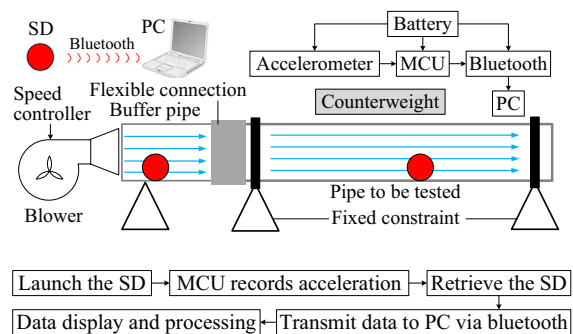 SD
Bluetooth
PC
Battery
Accelerometer
MCU
Bluetooth
PC
Counterweight
Flexible connection
Buffer pipe
Speed
controller
Blower
Pipe to be tested
Fixed constraint
Launch the SD
MCU records acceleration
Retrieve the SD
Data display and processing
Transmit data to PC via bluetooth